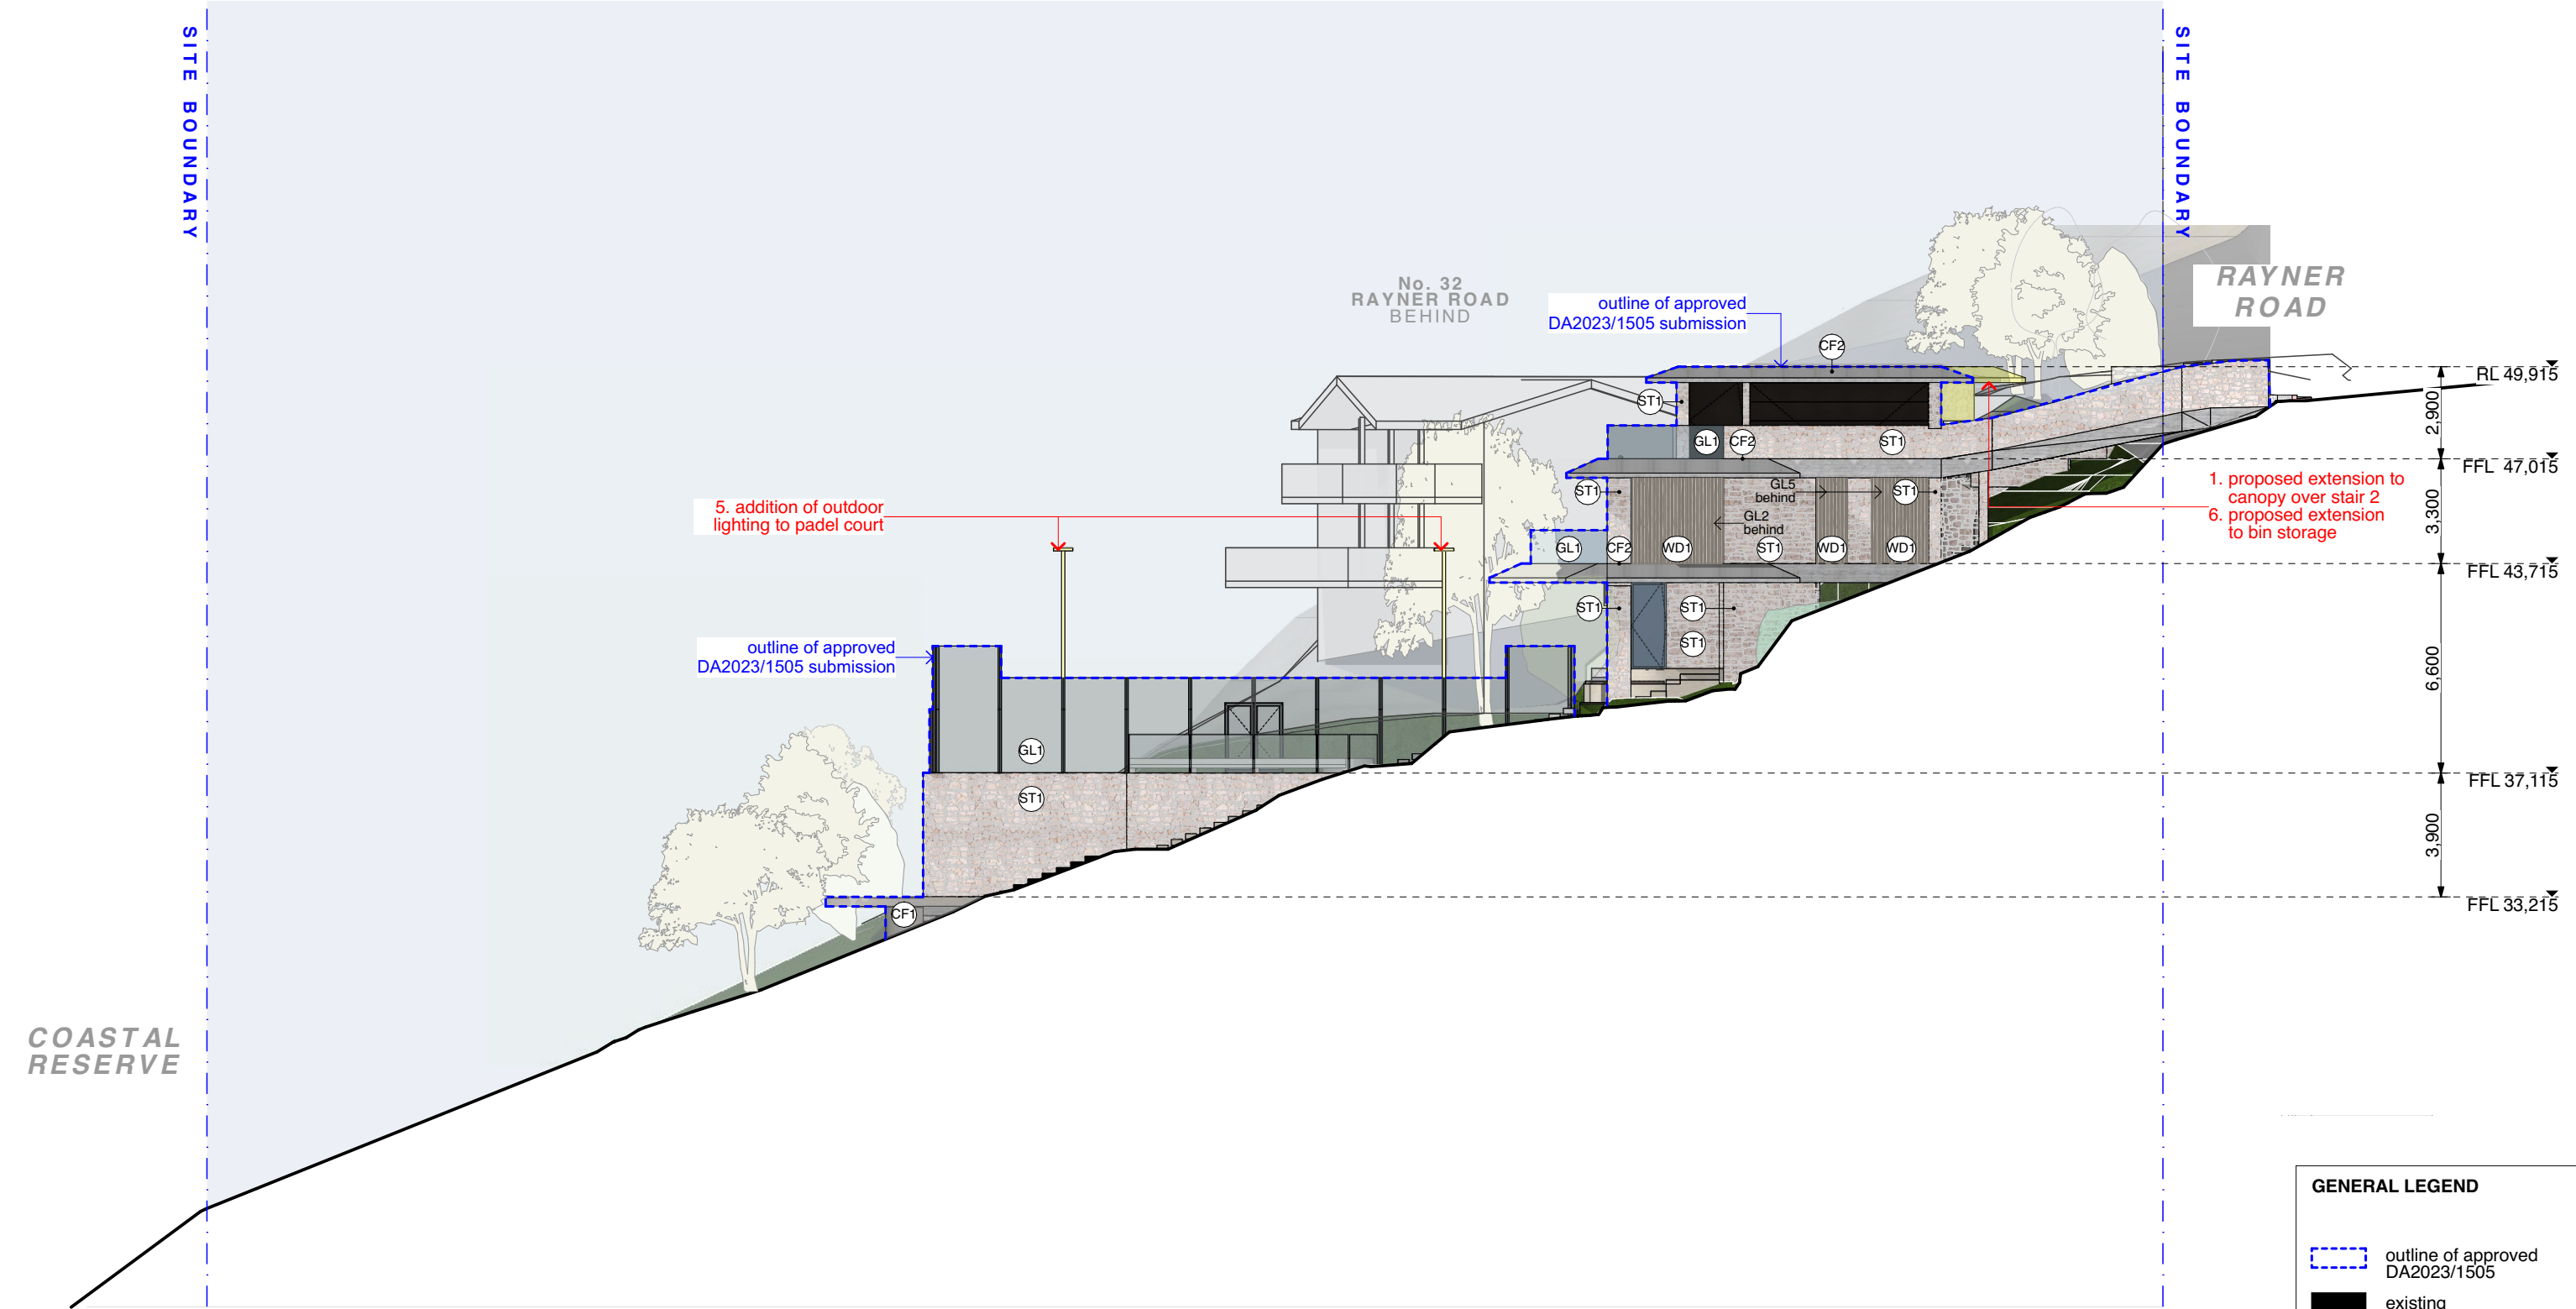 SITE BOUNDARY
SITE BOUNDARY
No. 32
RAYNER ROAD
BEHIND
outline of approved
DA2023/1505 submission
RAYNER
ROAD
CF2
RL 49,915
ST1
2,900
GL1
CF2
ST1
FFL 47,015
ST1
GL5
behind
ST1
1. proposed extension to
canopy over stair 2
6. proposed extension
to bin storage
5. addition of outdoor
lighting to padel court
GL2
behind
3,300
GL1
CF2
WD1
ST1
WD1
WD1
FFL 43,715
ST1
ST1
ST1
outline of approved
DA2023/1505 submission
6,600
GL1
FFL 37,115
ST1
3,900
FFL 33,215
CF1
COASTAL
RESERVE
GENERAL LEGEND
outline of approved
DA2023/1505
existing